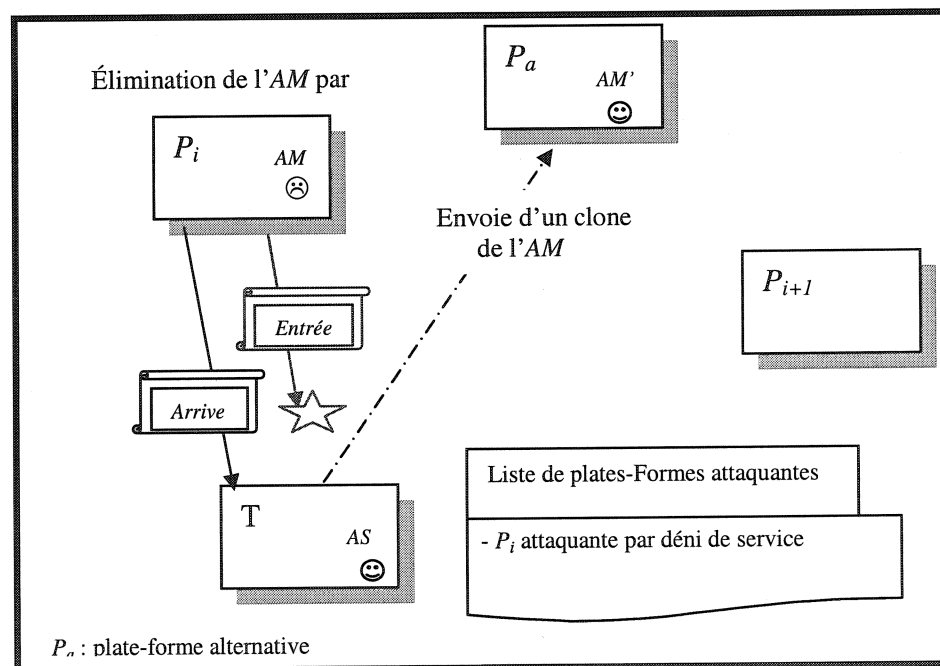 Élimination de l'AM par
P_a
AM'
P_i
AM
Envoie d'un clone
de l'AM
P_{i+1}
Entrée
Arrive
T
AS
Liste de plates-Formes attaquantes
- P_i attaquante par déni de service
P_a : plate-forme alternative